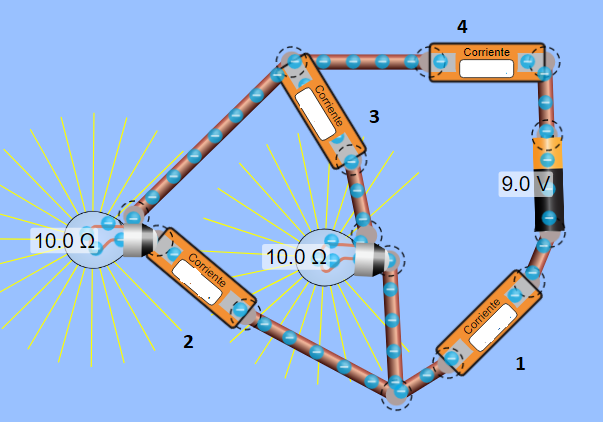 4
Corriente
Corriente
3
9.0 V
10.0 Ω
10.0 Ω
Corriente
Corriente
2
1